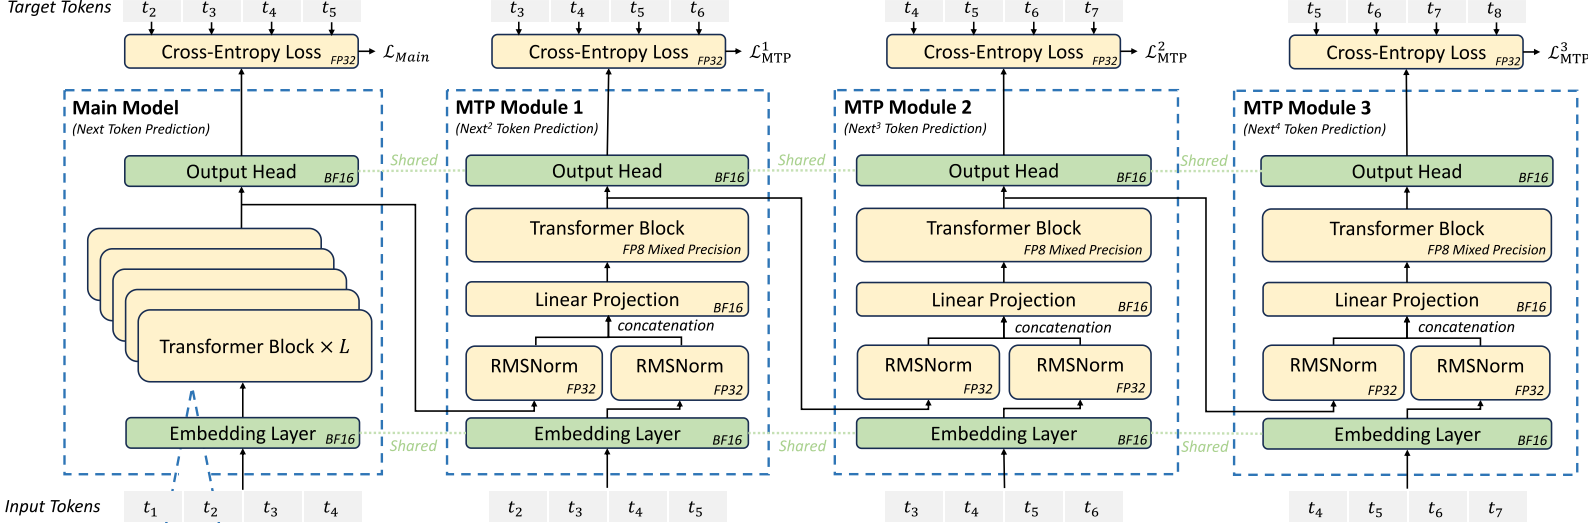 Target Tokens t₂ t₃ t₄ t₅ t₃ t₄ t₅ t₆ t₄ t₅ t₆ t₇ t₅ t₆ t₇ t₈
Cross-Entropy Loss FP32 ℒ_Main Cross-Entropy Loss FP32 ℒ¹_MTP Cross-Entropy Loss FP32 ℒ²_MTP Cross-Entropy Loss FP32 ℒ³_MTP
Main Model MTP Module 1 MTP Module 2 MTP Module 3
(Next Token Prediction) (Next² Token Prediction) (Next³ Token Prediction) (Next⁴ Token Prediction)
Shared Shared Shared
Output Head BF16 Output Head BF16 Output Head BF16 Output Head BF16
Transformer Block Transformer Block Transformer Block
FP8 Mixed Precision FP8 Mixed Precision FP8 Mixed Precision
Linear Projection BF16 Linear Projection BF16 Linear Projection BF16
concatenation concatenation concatenation
Transformer Block × L
RMSNorm FP32 RMSNorm FP32 RMSNorm FP32 RMSNorm FP32 RMSNorm FP32 RMSNorm FP32
Embedding Layer BF16 Embedding Layer BF16 Embedding Layer BF16 Embedding Layer BF16
Shared Shared Shared
Input Tokens t₁ t₂ t₃ t₄ t₂ t₃ t₄ t₅ t₃ t₄ t₅ t₆ t₄ t₅ t₆ t₇